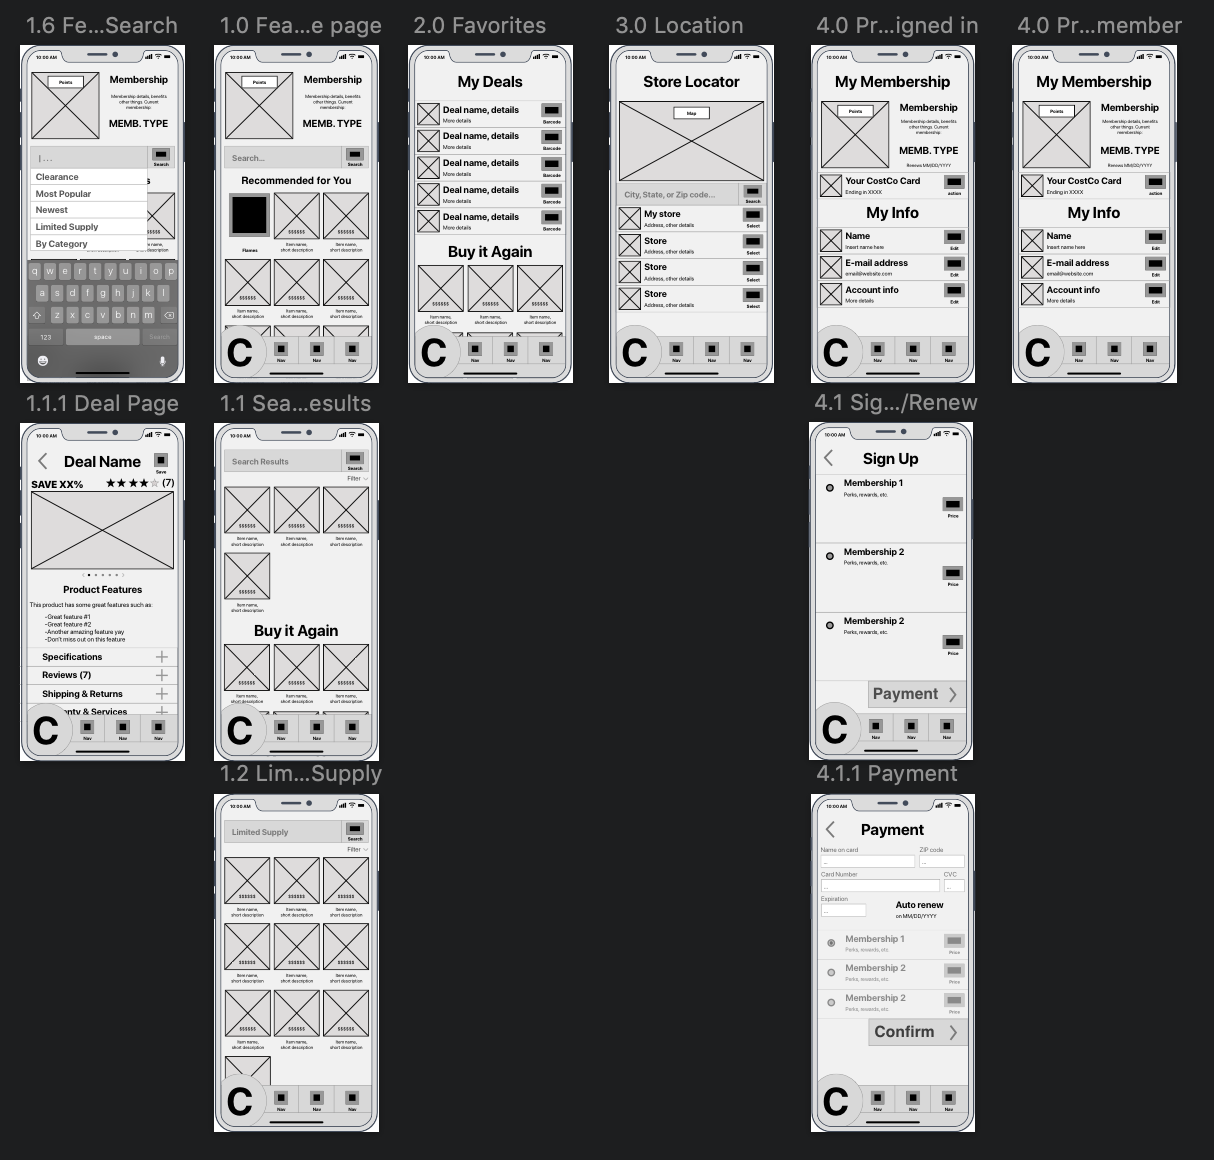 1.6 Fe...Search
10:00 AM
Points
Membership
Membership details, benefits
other things. Current
membership:
MEMB. TYPE
| ...
Search
s
Clearance
Most Popular
Newest
Limited Supply
By Category
q w e r t y u i o p
a s d f g h j k l
z x c v b n m
123
space
Search
1.0 Fea...e page
10:00 AM
Points
Membership
Membership details, benefits
other things. Current
membership:
MEMB. TYPE
Search...
Search
Recommended for You
Flames
Item name,
short description
Item name,
short description
$$$$$$
$$$$$$
$$$$$$
Item name,
short description
Item name,
short description
Item name,
short description
C
Nav
Nav
Nav
2.0 Favorites
10:00 AM
My Deals
Deal name, details
More details
Barcode
Deal name, details
More details
Barcode
Deal name, details
More details
Barcode
Deal name, details
More details
Barcode
Deal name, details
More details
Barcode
Buy it Again
$$$$$$
$$$$$$
$$$$$$
Item name,
short description
Item name,
short description
Item name,
short description
C
Nav
Nav
Nav
3.0 Location
10:00 AM
Store Locator
Map
City, State, or Zip code...
Search
My store
Address, other details
Select
Store
Address, other details
Select
Store
Address, other details
Select
Store
Address, other details
Select
C
Nav
Nav
Nav
4.0 Pr...igned in
10:00 AM
My Membership
Points
Membership
Membership details, benefits
other things. Current
membership:
MEMB. TYPE
Renews MM/DD/YYYY
Your CostCo Card
Ending in XXXX
action
My Info
Name
Insert name here
Edit
E-mail address
email@website.com
Edit
Account info
More details
Edit
C
Nav
Nav
Nav
4.0 Pr...member
10:00 AM
My Membership
Points
Membership
Membership details, benefits
other things. Current
membership:
MEMB. TYPE
Renews MM/DD/YYYY
Your CostCo Card
Ending in XXXX
action
My Info
Name
Insert name here
Edit
E-mail address
email@website.com
Edit
Account info
More details
Edit
C
Nav
Nav
Nav
1.1.1 Deal Page
10:00 AM
Deal Name
Save
SAVE XX%
(7)
Product Features
This product has some great features such as
-Great feature #1
-Great feature #2
-Another amazing feature yay
-Don't miss out on this feature
Specifications
Reviews (7)
Shipping & Returns
enty & Services
C
Nav
Nav
Nav
1.1 Sea...esults
10:00 AM
Search Results
Search
Filter
$$$$$$
$$$$$$
$$$$$$
Item name,
short description
Item name,
short description
Item name,
short description
$$$$$$
Item name,
short description
Buy it Again
$$$$$$
$$$$$$
$$$$$$
Item name,
short description
Item name,
short description
Item name,
short description
C
Nav
Nav
Nav
4.1 Sig.../Renew
10:00 AM
Sign Up
Membership 1
Perks, rewards, etc.
Price
Membership 2
Perks, rewards, etc.
Price
Membership 2
Perks, rewards, etc.
Price
Payment
C
Nav
Nav
Nav
1.2 Lim...Supply
10:00 AM
Limited Supply
Search
Filter
$$$$$$
$$$$$$
$$$$$$
Item name,
short description
Item name,
short description
Item name,
short description
$$$$$$
$$$$$$
$$$$$$
Item name,
short description
Item name,
short description
Item name,
short description
$$$$$$
$$$$$$
$$$$$$
Item name,
short description
Item name,
short description
Item name,
short description
C
Nav
Nav
Nav
4.1.1 Payment
10:00 AM
Payment
Name on card
ZIP code
...
...
Card Number
CVC
...
...
Expiration
...
Auto renew
on MM/DD/YYYY
Membership 1
Perks, rewards, etc.
Price
Membership 2
Perks, rewards, etc.
Price
Membership 2
Perks, rewards, etc.
Price
Confirm
C
Nav
Nav
Nav